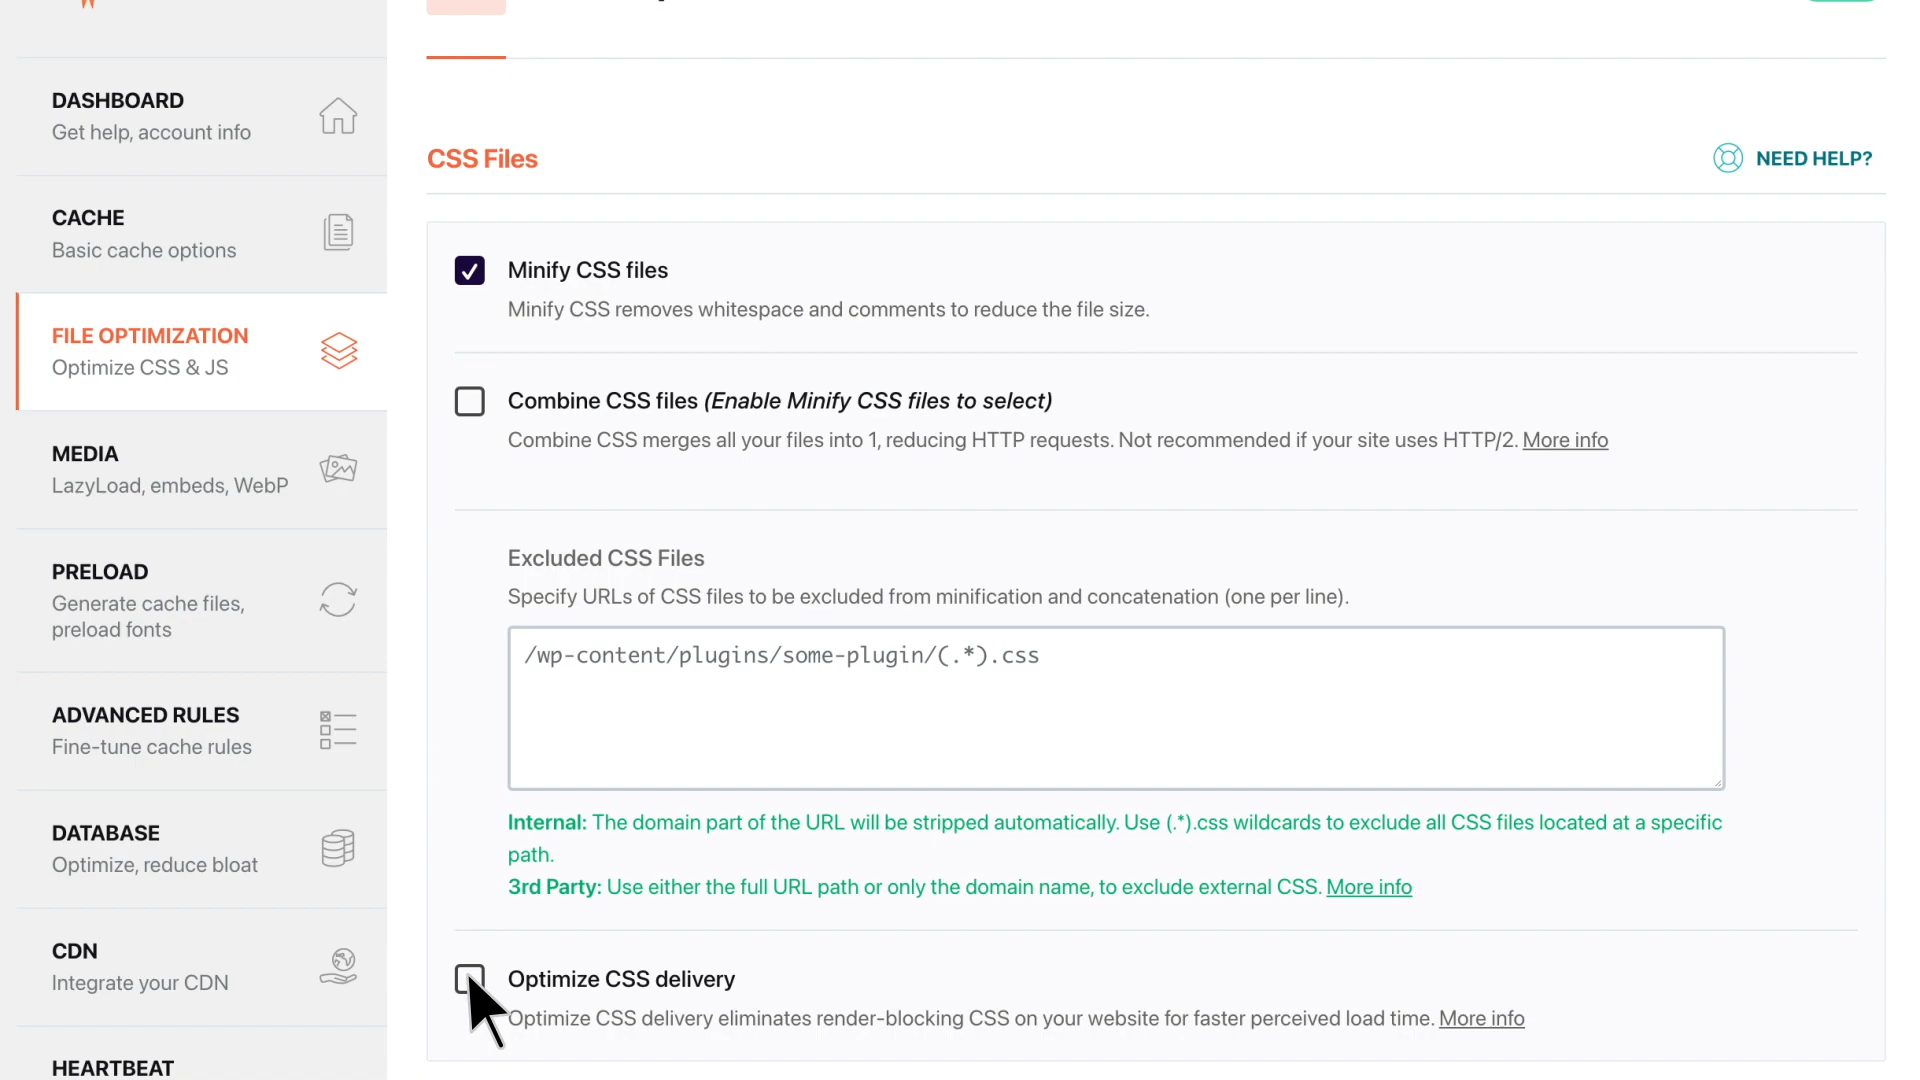 DASHBOARD
Get help, account info
CACHE
Basic cache options
FILE OPTIMIZATION
Optimize CSS & JS
MEDIA
LazyLoad, embeds, WebP
PRELOAD
Generate cache files,
preload fonts
ADVANCED RULES
Fine-tune cache rules
DATABASE
Optimize, reduce bloat
CDN
Integrate your CDN
HEARTBEAT
CSS Files
NEED HELP?
Minify CSS files
Minify CSS removes whitespace and comments to reduce the file size.
Combine CSS files (Enable Minify CSS files to select)
Combine CSS merges all your files into 1, reducing HTTP requests. Not recommended if your site uses HTTP/2. More info
Excluded CSS Files
Specify URLs of CSS files to be excluded from minification and concatenation (one per line).
/wp-content/plugins/some-plugin/(.*).css
Internal: The domain part of the URL will be stripped automatically. Use (.*).css wildcards to exclude all CSS files located at a specific
path.
3rd Party: Use either the full URL path or only the domain name, to exclude external CSS. More info
Optimize CSS delivery
Optimize CSS delivery eliminates render-blocking CSS on your website for faster perceived load time. More info